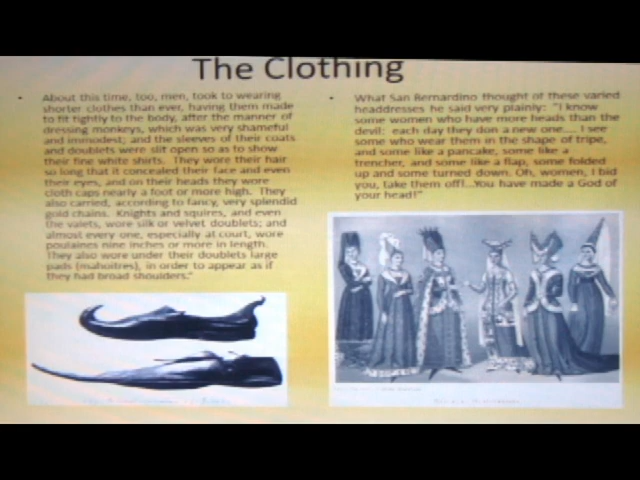 The Clothing
• About this time, too, men, took to wearing
shorter clothes than ever, having them made
to fit tightly to the body, after the manner of
dressing monkeys, which was very shameful
and immodest; and the sleeves of their coats
and doublets were slit open so as to show
their fine white shirts. They wore their hair
so long that it concealed their face and even
their eyes, and on their heads they wore
cloth caps nearly a foot or more high. They
also carried, according to fancy, very splendid
gold chains. Knights and squires, and even
the valets, wore silk or velvet doublets; and
almost every one, especially at court, wore
poulaines nine inches or more in length.
They also wore under their doublets large
pads (mahoitres), in order to appear as if
they had broad shoulders."
• What San Bernardino thought of these varied
headdresses he said very plainly: "I know
some women who have more heads than the
devil: each day they don a new one.... I see
some who wear them in the shape of tripe,
and some like a pancake, some like a
trencher, and some like a flap, some folded
up and some turned down. Oh, women, I bid
you, take them off!...You have made a God of
your head!"